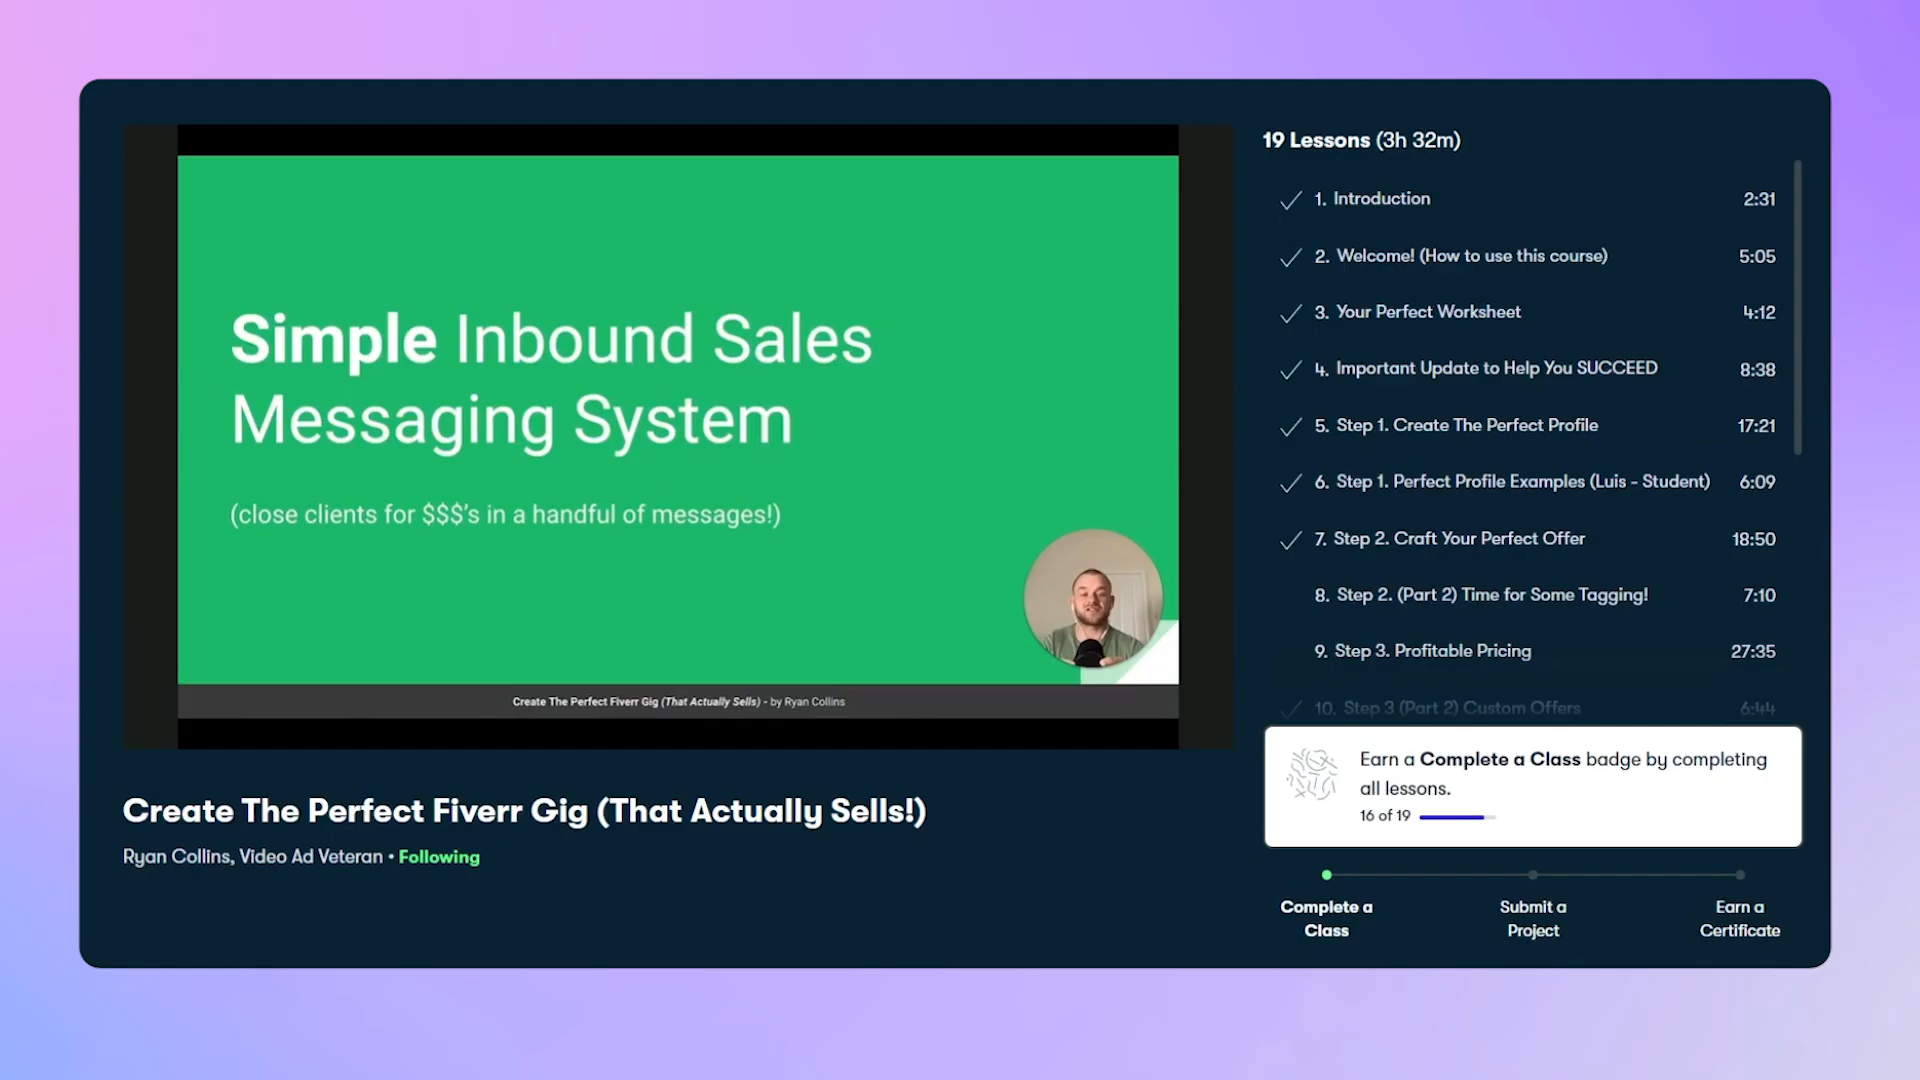 Simple Inbound Sales
Messaging System
(close clients for $$$'s in a handful of messages!)
Create The Perfect Fiverr Gig (That Actually Sells) - by Ryan Collins
Create The Perfect Fiverr Gig (That Actually Sells!)
Ryan Collins, Video Ad Veteran • Following
19 Lessons (3h 32m)
1. Introduction 2:31
2. Welcome! (How to use this course) 5:05
3. Your Perfect Worksheet 4:12
4. Important Update to Help You SUCCEED 8:38
5. Step 1. Create The Perfect Profile 17:21
6. Step 1. Perfect Profile Examples (Luis - Student) 6:09
7. Step 2. Craft Your Perfect Offer 18:50
8. Step 2. (Part 2) Time for Some Tagging! 7:10
9. Step 3. Profitable Pricing 27:35
10. Step 3 (Part 2) Custom Offers 6:44
Earn a Complete a Class badge by completing
all lessons.
16 of 19
Complete a
Class
Submit a
Project
Earn a
Certificate